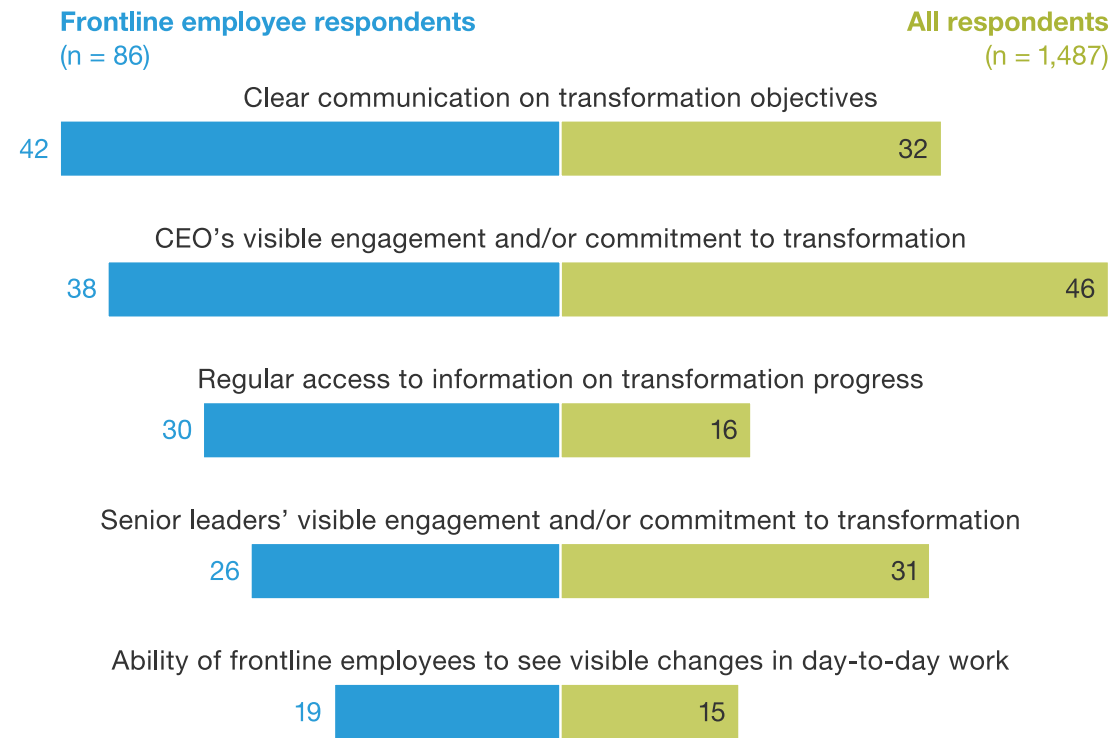 Frontline employee respondents
(n = 86)
All respondents
(n = 1,487)
Clear communication on transformation objectives
42
32
CEO’s visible engagement and/or commitment to transformation
38
46
Regular access to information on transformation progress
30
16
Senior leaders’ visible engagement and/or commitment to transformation
26
31
Ability of frontline employees to see visible changes in day-to-day work
19
15